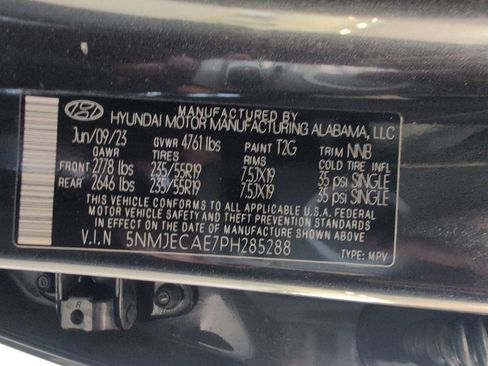 MANUFACTURED BY
HYUNDAI MOTOR MANUFACTURING ALABAMA, LLC
Jun/09/23 GVWR 4761 lbs PAINT T2G TRIM NNB
GAWR TIRES RIMS COLD TIRE INFL
FRONT 2778 lbs 235/55R19 7.5JX19 35 psi SINGLE
REAR 2646 lbs 235/55R19 7.5JX19 35 psi SINGLE
THIS VEHICLE CONFORMS TO ALL APPLICABLE U.S.A. FEDERAL
MOTOR VEHICLE SAFETY AND THEFT PREVENTION STANDARDS
IN EFFECT ON THE DATE OF MANUFACTURE SHOWN ABOVE.
V.I.N 5NMJECAE7PH285288 TYPE: MPV
R